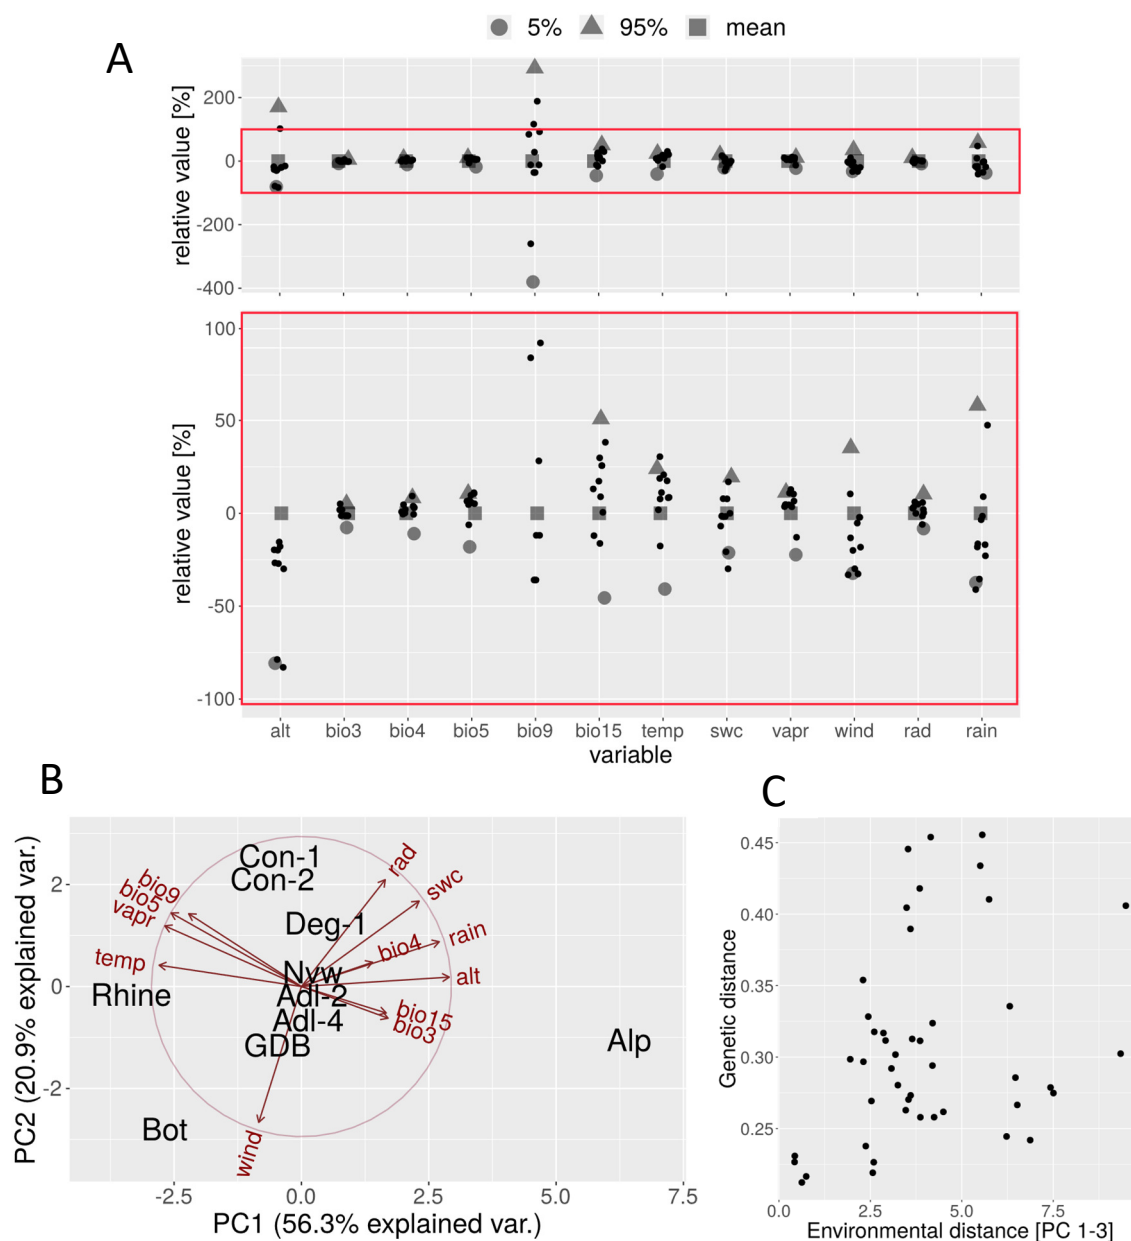 5% 95% mean
A
relative value [%]
200
0
-200
-400
relative value [%]
100
50
0
-50
-100
alt bio3 bio4 bio5 bio9 bio15 temp swc vapr wind rad rain
variable
B
PC2 (20.9% explained var.)
2
0
-2
Con-1
Con-2
Deg-1
Nvw
Adl-2
Adl-4
GDB
Rhine
Bot
Alp
bio9
bio5
vapr
temp
rad
swc
rain
bio4
alt
bio15
bio3
wind
-2.5 0.0 2.5 5.0 7.5
PC1 (56.3% explained var.)
C
Genetic distance
0.45
0.40
0.35
0.30
0.25
0.0 2.5 5.0 7.5
Environmental distance [PC 1-3]